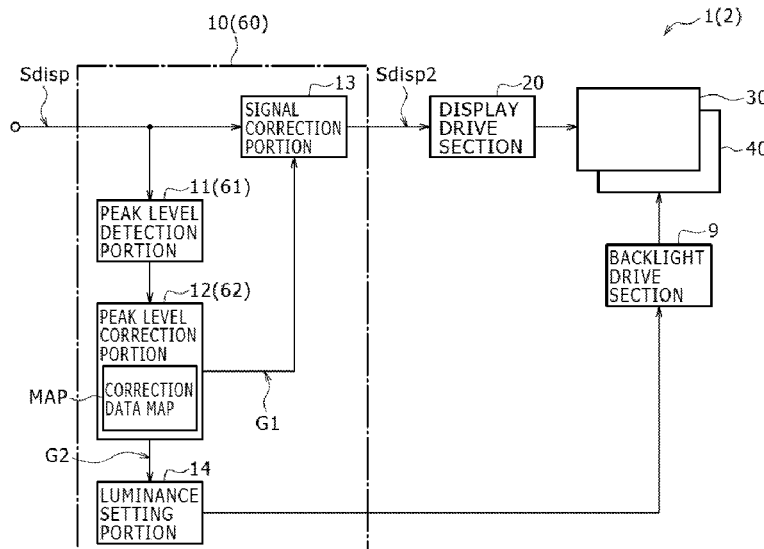 10(60)
1(2)
Sdisp
13
Sdisp2
20
30
SIGNAL
CORRECTION
PORTION
DISPLAY
DRIVE
SECTION
40
11(61)
PEAK LEVEL
DETECTION
PORTION
9
BACKLIGHT
DRIVE
SECTION
12(62)
PEAK LEVEL
CORRECTION
PORTION
MAP
CORRECTION
DATA MAP
G1
G2
14
LUMINANCE
SETTING
PORTION